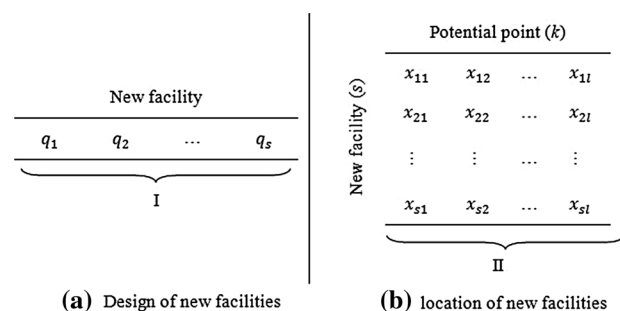 New facility
q₁ q₂ ... qₛ
I
(a) Design of new facilities
Potential point (k)
New facility (s)
x₁₁ x₁₂ ... x₁ₗ
x₂₁ x₂₂ ... x₂ₗ
⋮ ⋮ ... ⋮
xₛ₁ xₛ₂ ... xₛₗ
II
(b) location of new facilities